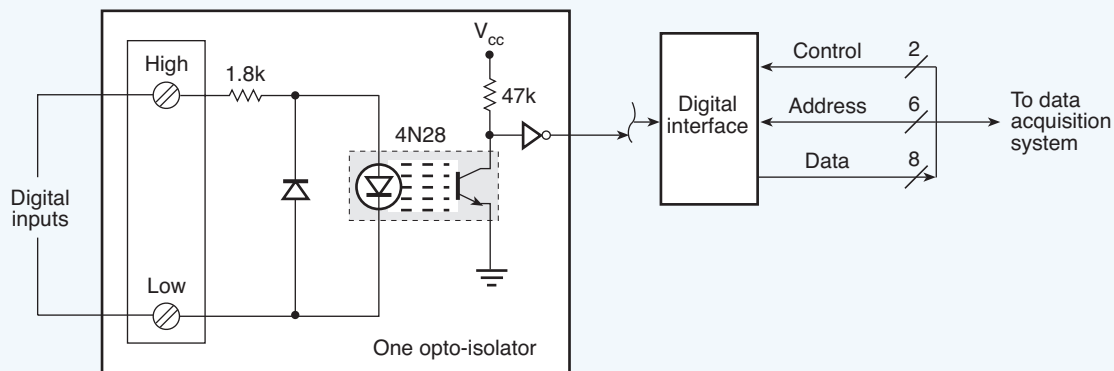 High
1.8k
Low
Digital
inputs
4N28
Vcc
47k
One opto-isolator
Digital
interface
Control
2
Address
6
Data
8
To data
acquisition
system